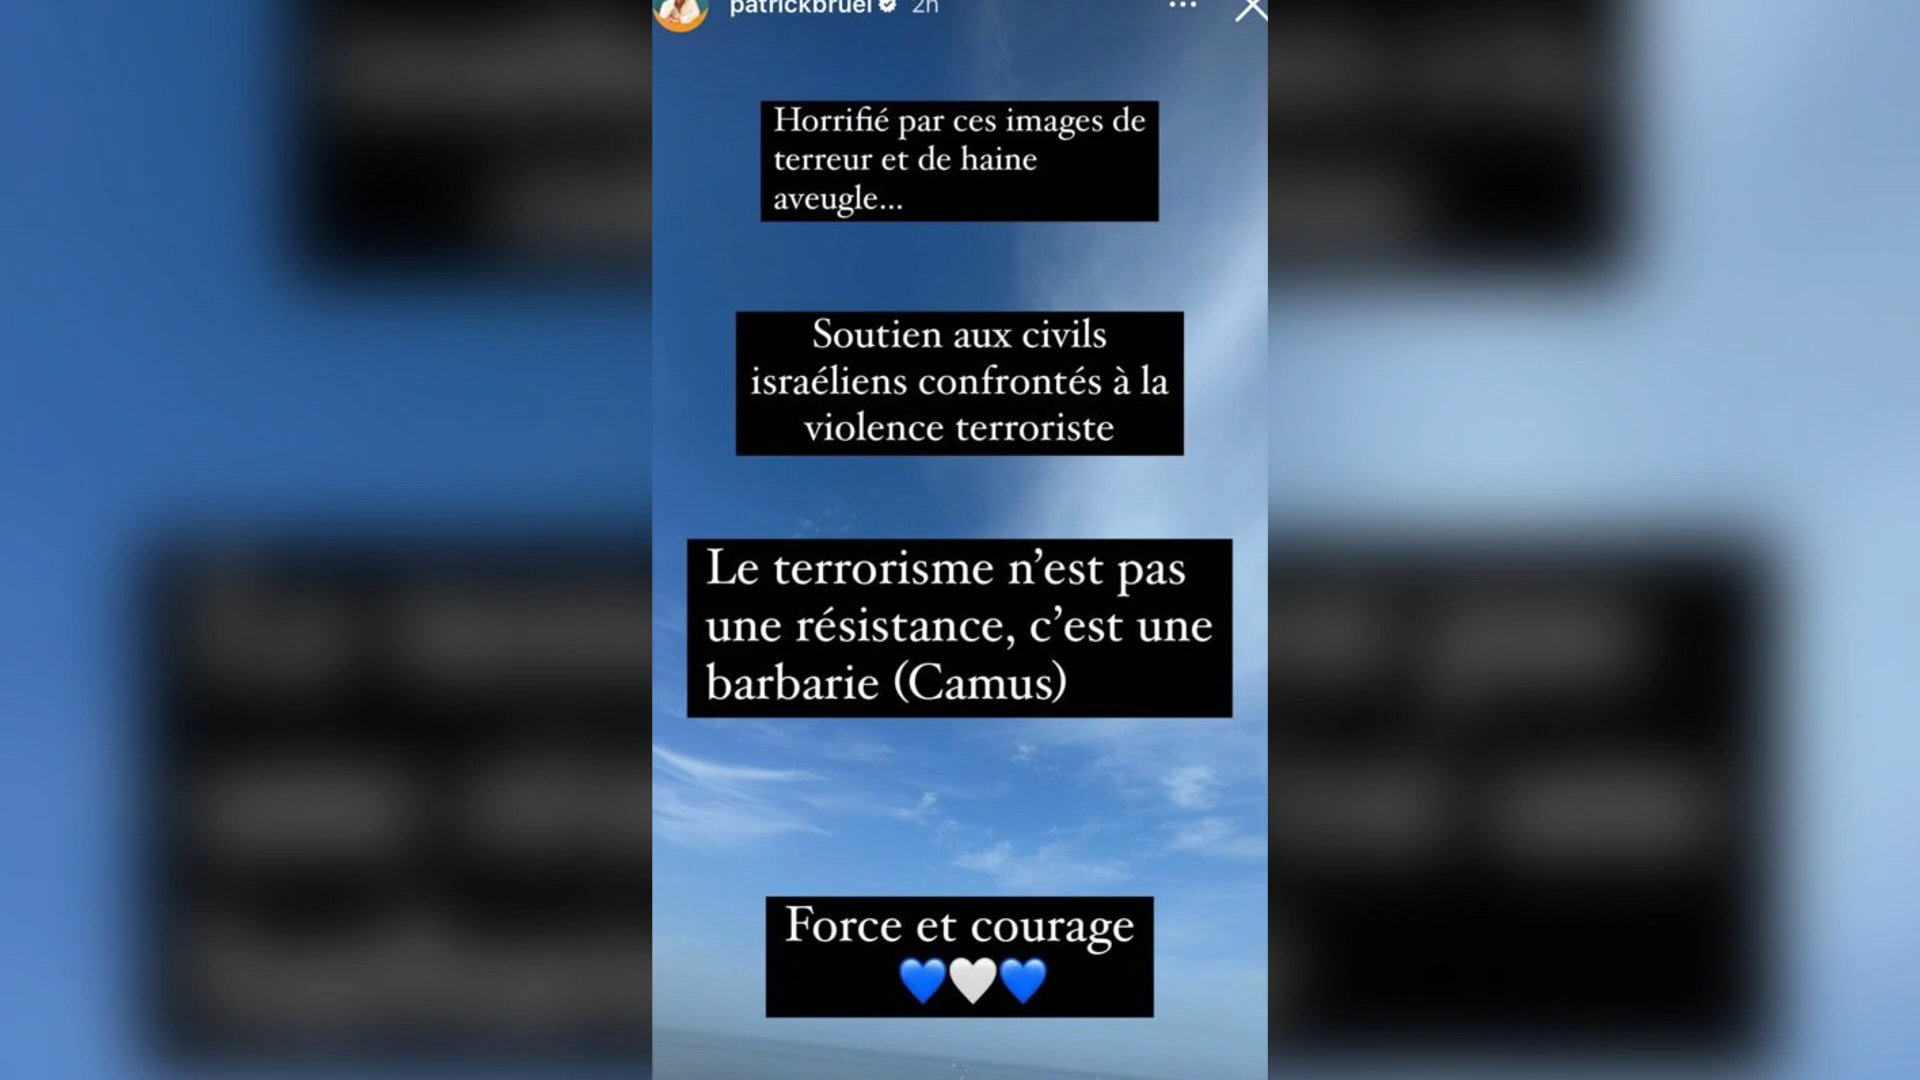 patrickbruel 2h
Horrifié par ces images de
terreur et de haine
aveugle...
Soutien aux civils
israéliens confrontés à la
violence terroriste
Le terrorisme n’est pas
une résistance, c’est une
barbarie (Camus)
Force et courage
💙🤍💙